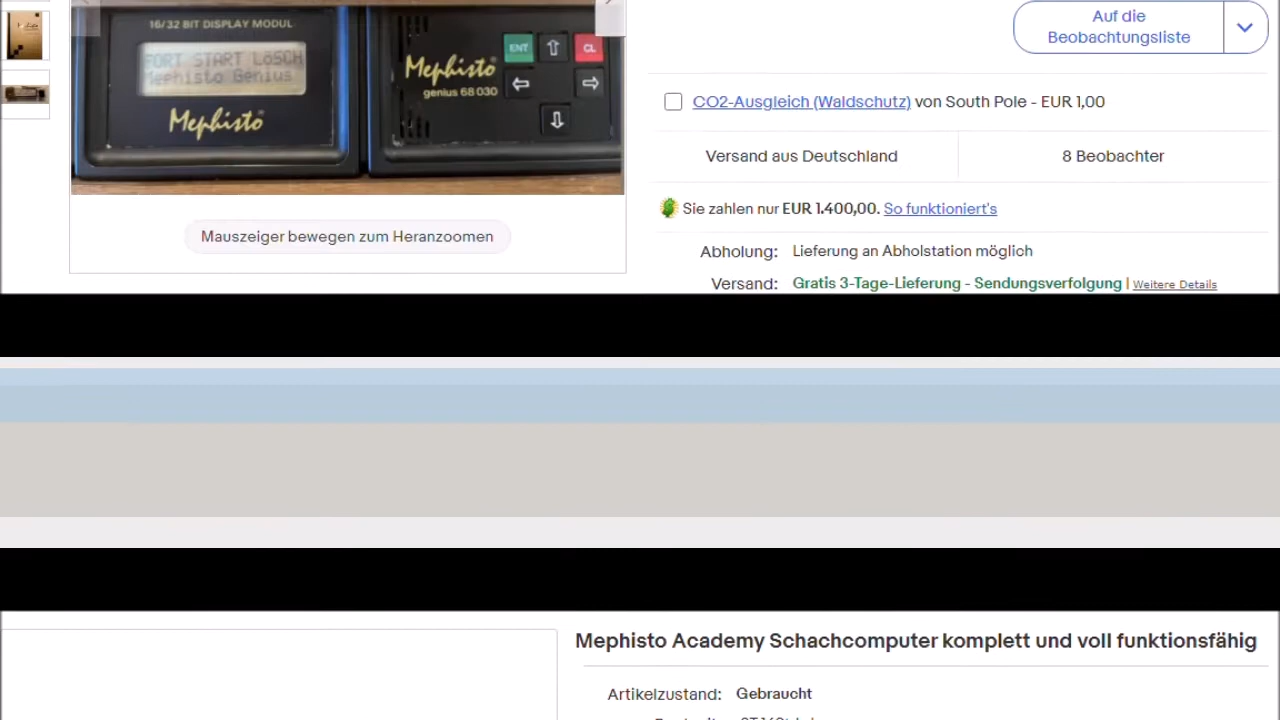 16/32 BIT DISPLAY MODUL
PORT START LöSCH
Mephisto Genius
Mephisto
Mephisto
genius 68 030
ENT
CL
Mauszeiger bewegen zum Heranzoomen
Auf die
Beobachtungsliste
CO2-Ausgleich (Waldschutz) von South Pole - EUR 1,00
Versand aus Deutschland
8 Beobachter
Sie zahlen nur EUR 1.400,00. So funktioniert's
Abholung: Lieferung an Abholstation möglich
Versand: Gratis 3-Tage-Lieferung - Sendungsverfolgung | Weitere Details
Mephisto Academy Schachcomputer komplett und voll funktionsfähig
Artikelzustand: Gebraucht